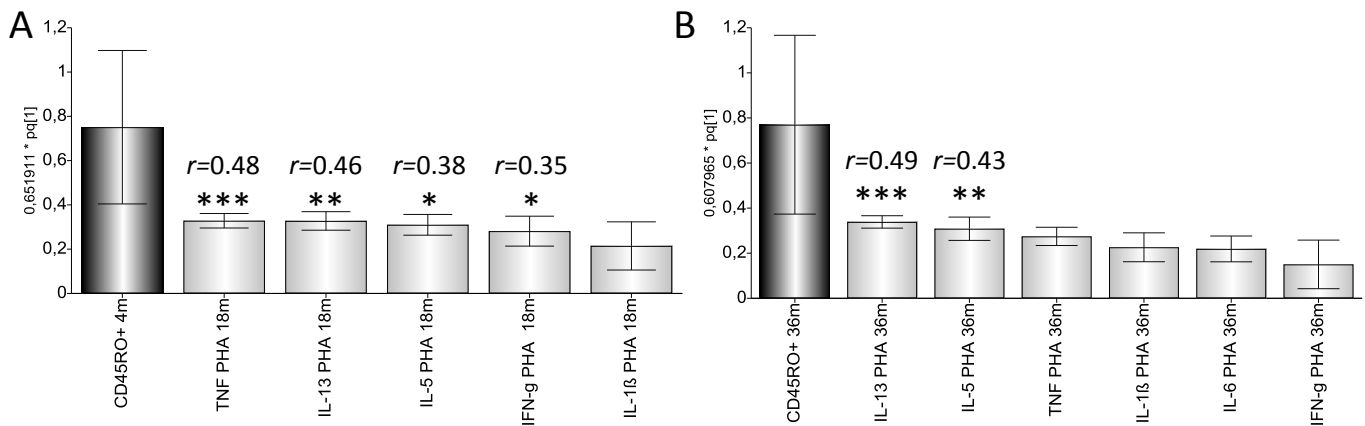 A
0,651911 * pq[1]
1,2
1
0,8
0,6
0,4
0,2
0
r=0.48
***
r=0.46
**
r=0.38
*
r=0.35
*
CD45RO+ 4m
TNF PHA 18m
IL-13 PHA 18m
IL-5 PHA 18m
IFN-g PHA 18m
IL-1ß PHA 18m
B
0,607965 * pq[1]
1,2
1
0,8
0,6
0,4
0,2
0
r=0.49
***
r=0.43
**
CD45RO+ 36m
IL-13 PHA 36m
IL-5 PHA 36m
TNF PHA 36m
IL-1ß PHA 36m
IL-6 PHA 36m
IFN-g PHA 36m